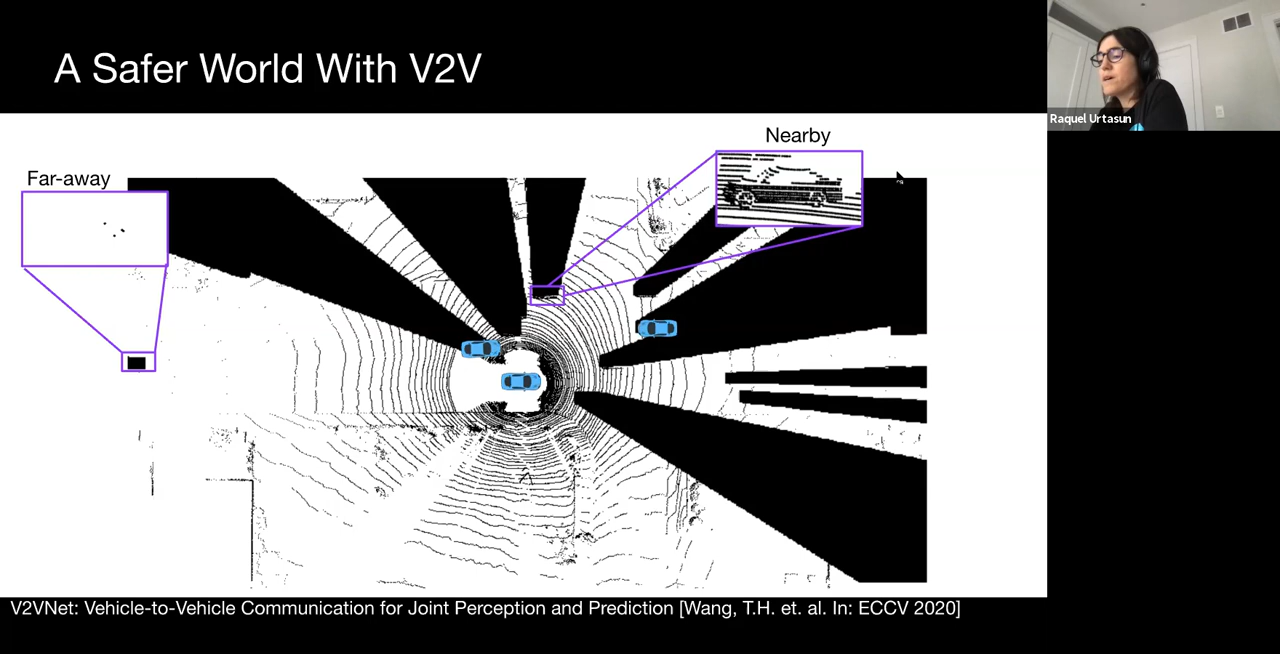 A Safer World With V2V
Raquel Urtasun
Nearby
Far-away
V2VNet: Vehicle-to-Vehicle Communication for Joint Perception and Prediction [Wang, T.H. et. al. In: ECCV 2020]